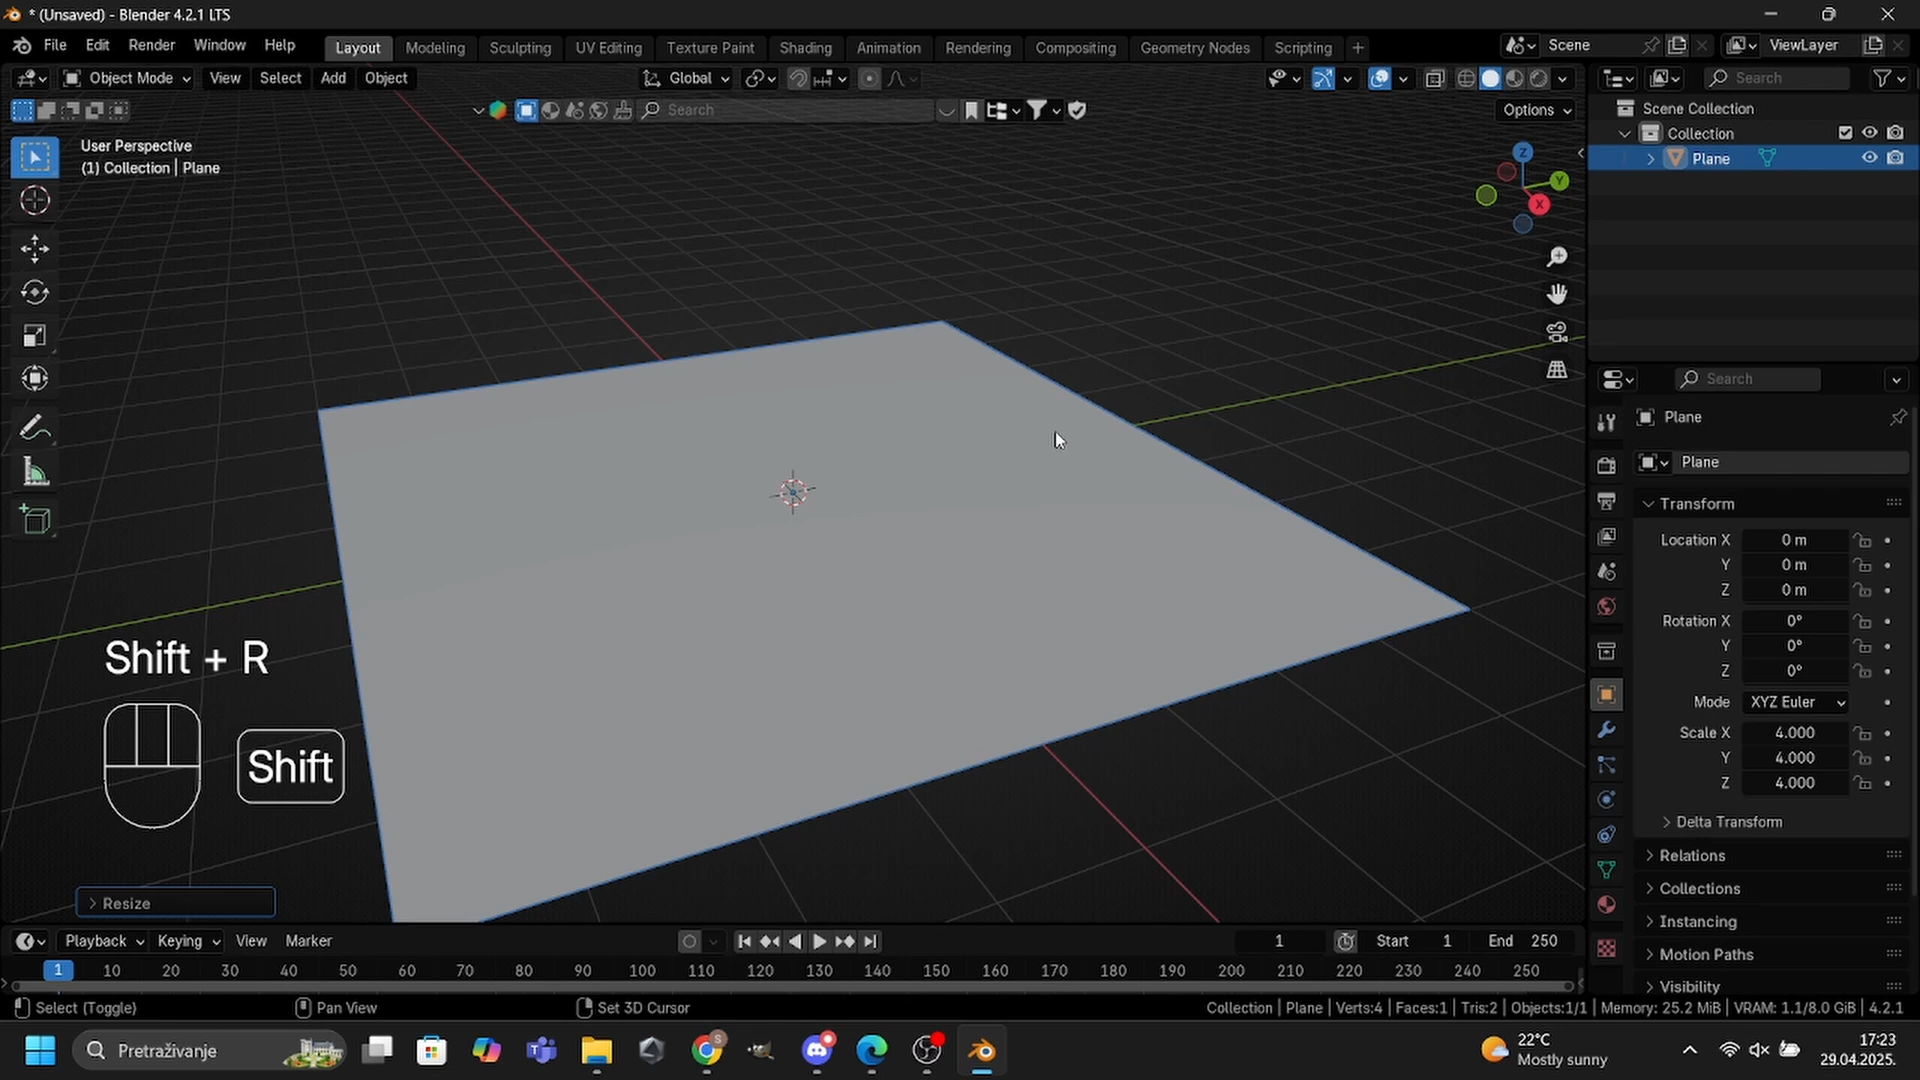 * (Unsaved) - Blender 4.2.1 LTS
File Edit Render Window Help Layout Modeling Sculpting UV Editing Texture Paint Shading Animation Rendering Compositing Geometry Nodes Scripting + Scene ViewLayer
Object Mode View Select Add Object Global Search
Search Options
Scene Collection
Collection
Plane
User Perspective
(1) Collection | Plane
Z
Y
X
Search
Plane
Plane
Transform
Location X 0 m
Y 0 m
Z 0 m
Rotation X 0°
Y 0°
Z 0°
Mode XYZ Euler
Scale X 4.000
Y 4.000
Z 4.000
Delta Transform
Relations
Collections
Instancing
Motion Paths
Visibility
Shift + R
Shift
Resize
Playback Keying View Marker 1 Start 1 End 250
1 10 20 30 40 50 60 70 80 90 100 110 120 130 140 150 160 170 180 190 200 210 220 230 240 250
Select (Toggle) Pan View Set 3D Cursor Collection | Plane | Verts:4 | Faces:1 | Tris:2 | Objects:1/1 | Memory: 25.2 MiB | VRAM: 1.1/8.0 GiB | 4.2.1
Pretraživanje
S
22°C
Mostly sunny
17:23
29.04.2025.